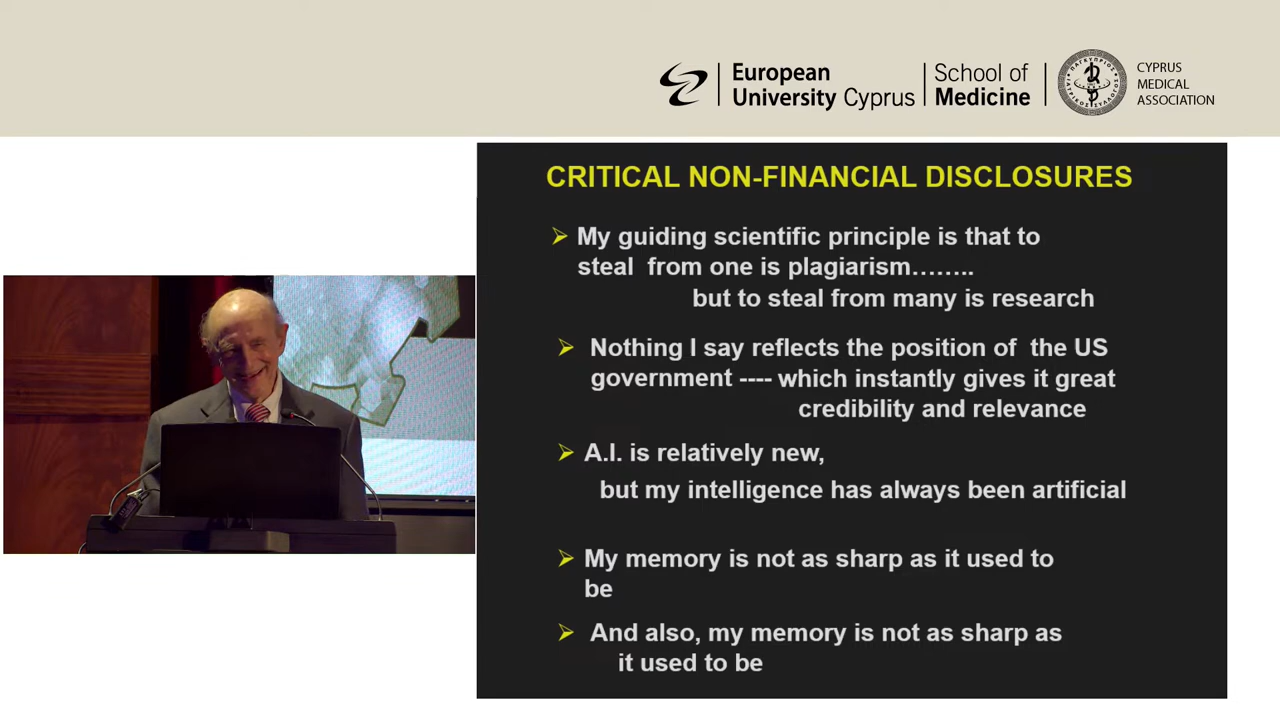 European
University Cyprus
School of
Medicine
CYPRUS
MEDICAL
ASSOCIATION
CRITICAL NON-FINANCIAL DISCLOSURES
My guiding scientific principle is that to
steal from one is plagiarism……..
but to steal from many is research
Nothing I say reflects the position of the US
government ---- which instantly gives it great
credibility and relevance
A.I. is relatively new,
but my intelligence has always been artificial
My memory is not as sharp as it used to
be
And also, my memory is not as sharp as
it used to be